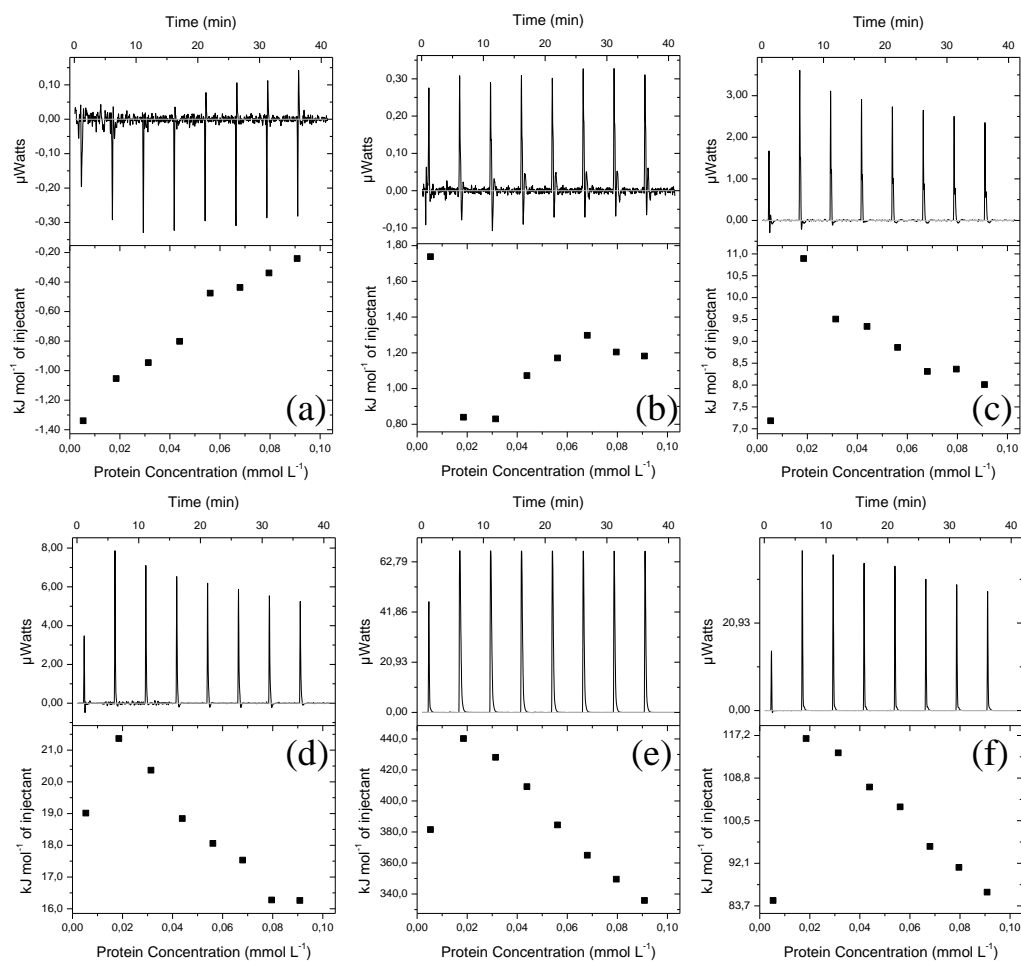 Time (min)
0 10 20 30 40
0,10
0,00
-0,10
-0,20
-0,30
µWatts
-0,20
-0,40
-0,60
-0,80
-1,00
-1,20
-1,40
kJ mol-1 of injectant
(a)
0,00 0,02 0,04 0,06 0,08 0,10
Protein Concentration (mmol L-1)
Time (min)
0 10 20 30 40
0,30
0,20
0,10
0,00
-0,10
µWatts
1,80
1,60
1,40
1,20
1,00
0,80
kJ mol-1 of injectant
(b)
0,00 0,02 0,04 0,06 0,08 0,10
Protein Concentration (mmol L-1)
Time (min)
0 10 20 30 40
3,00
2,00
1,00
0,00
µWatts
11,0
10,5
10,0
9,5
9,0
8,5
8,0
7,5
7,0
kJ mol-1 of injectant
(c)
0,00 0,02 0,04 0,06 0,08 0,10
Protein Concentration (mmol L-1)
Time (min)
0 10 20 30 40
8,00
6,00
4,00
2,00
0,00
µWatts
21,0
20,0
19,0
18,0
17,0
16,0
kJ mol-1 of injectant
(d)
0,00 0,02 0,04 0,06 0,08 0,10
Protein Concentration (mmol L-1)
Time (min)
0 10 20 30 40
62,79
41,86
20,93
0,00
µWatts
440,0
420,0
400,0
380,0
360,0
340,0
kJ mol-1 of injectant
(e)
0,00 0,02 0,04 0,06 0,08 0,10
Protein Concentration (mmol L-1)
Time (min)
0 10 20 30 40
20,93
0,00
µWatts
117,2
108,8
100,5
92,1
83,7
kJ mol-1 of injectant
(f)
0,00 0,02 0,04 0,06 0,08 0,10
Protein Concentration (mmol L-1)